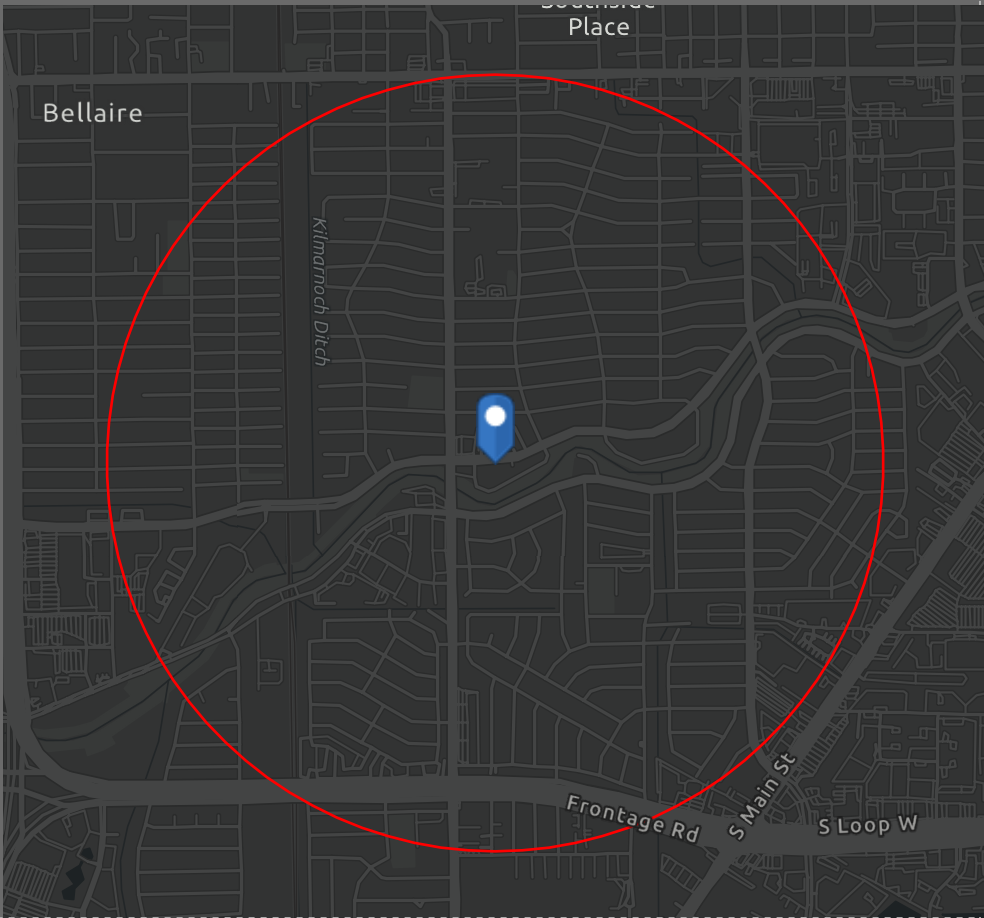 Southside
Place
Bellaire
Kilmarnoch Ditch
Frontage Rd
S Main St
S Loop W